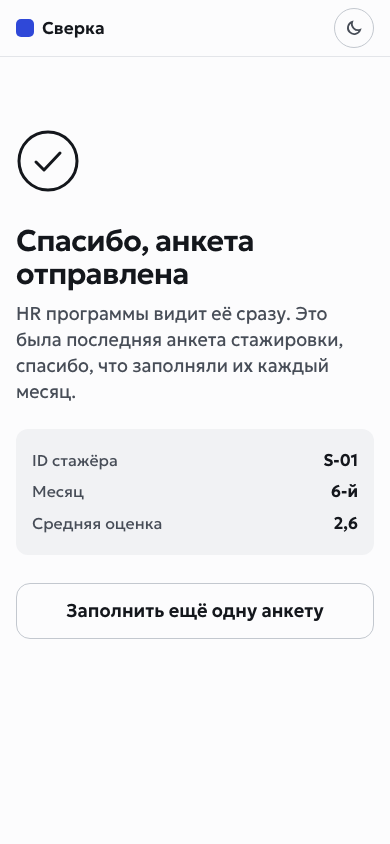 Сверка
Спасибо, анкета
отправлена
HR программы видит её сразу. Это
была последняя анкета стажировки,
спасибо, что заполняли их каждый
месяц.
ID стажёра S-01
Месяц 6-й
Средняя оценка 2,6
Заполнить ещё одну анкету